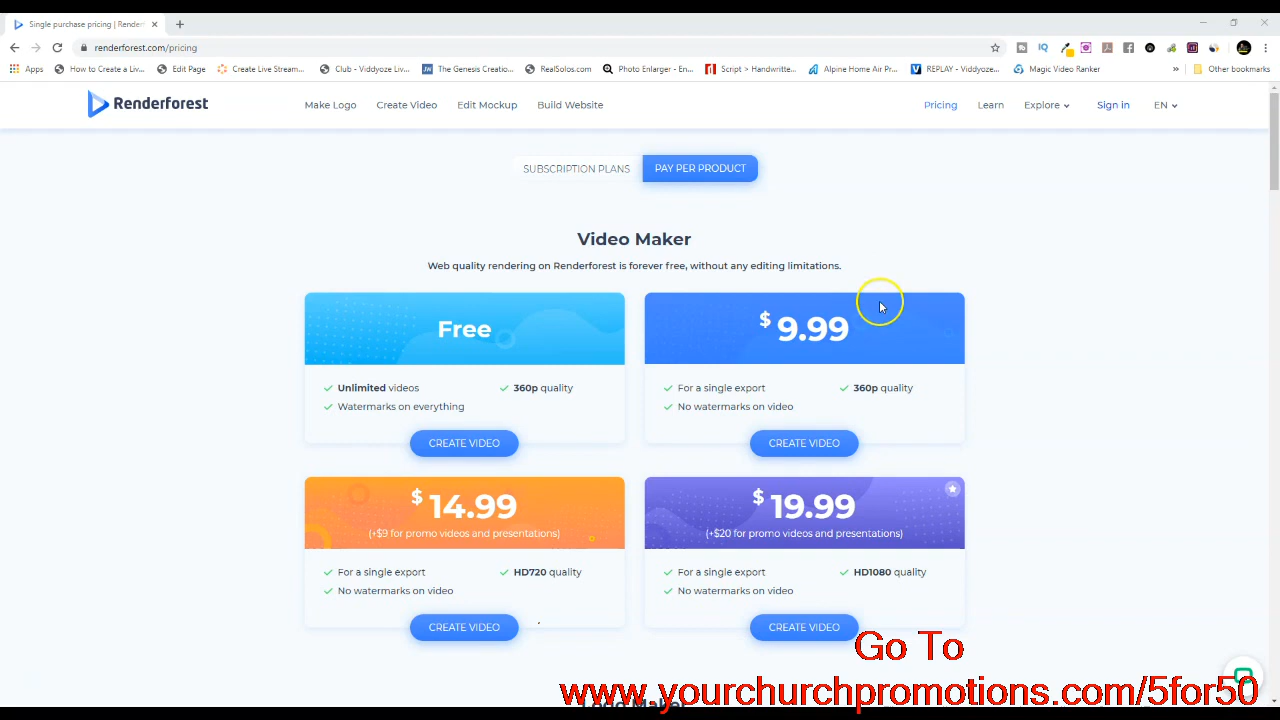 Single purchase pricing | Render
renderforest.com/pricing
Apps
How to Create a Liv...
Edit Page
Create Live Stream...
Club - Viddyoze Liv...
The Genesis Creatio...
RealSolos.com
Photo Enlarger - En...
Script > Handwritte...
Alpine Home Air Pr...
REPLAY - Viddyoze...
Magic Video Ranker
»
Other bookmarks
Renderforest
Make Logo
Create Video
Edit Mockup
Build Website
Pricing
Learn
Explore
Sign in
EN
SUBSCRIPTION PLANS
PAY PER PRODUCT
Video Maker
Web quality rendering on Renderforest is forever free, without any editing limitations.
Free
Unlimited videos
360p quality
Watermarks on everything
CREATE VIDEO
$ 9.99
For a single export
360p quality
No watermarks on video
CREATE VIDEO
$ 14.99
(+$9 for promo videos and presentations)
For a single export
HD720 quality
No watermarks on video
CREATE VIDEO
$ 19.99
(+$20 for promo videos and presentations)
For a single export
HD1080 quality
No watermarks on video
CREATE VIDEO
Go To
www.yourchurchpromotions.com/5for50
Logo Maker